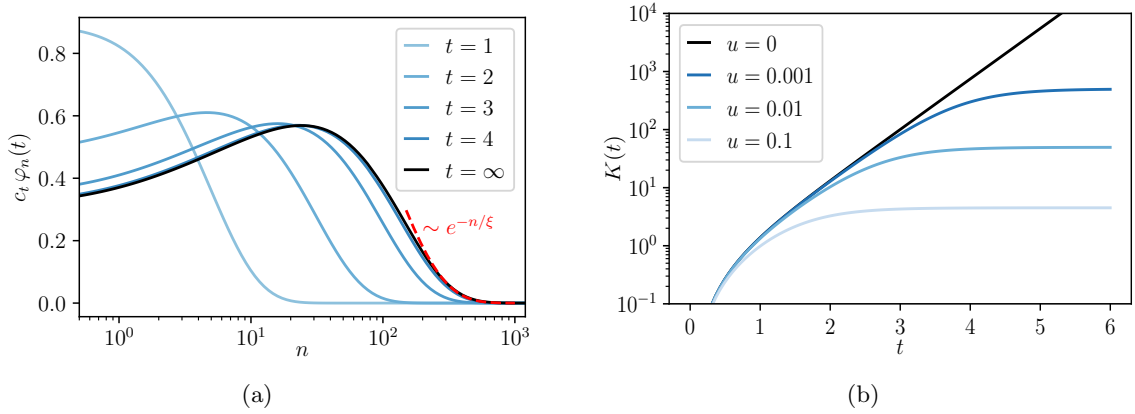 0.8
0.6
0.4
0.2
0.0
c_t φ_n(t)
10^0
10^1
10^2
10^3
n
t = 1
t = 2
t = 3
t = 4
t = ∞
~ e^{-n/ξ}
(a)
10^4
10^3
10^2
10^1
10^0
10^{-1}
K(t)
0
1
2
3
4
5
6
t
u = 0
u = 0.001
u = 0.01
u = 0.1
(b)